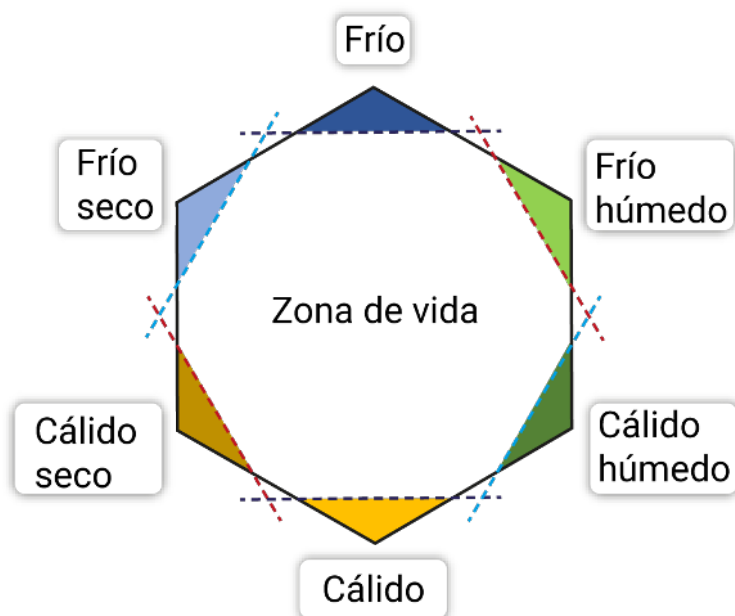 Frío
Frío
seco
Frío
húmedo
Zona de vida
Cálido
seco
Cálido
húmedo
Cálido